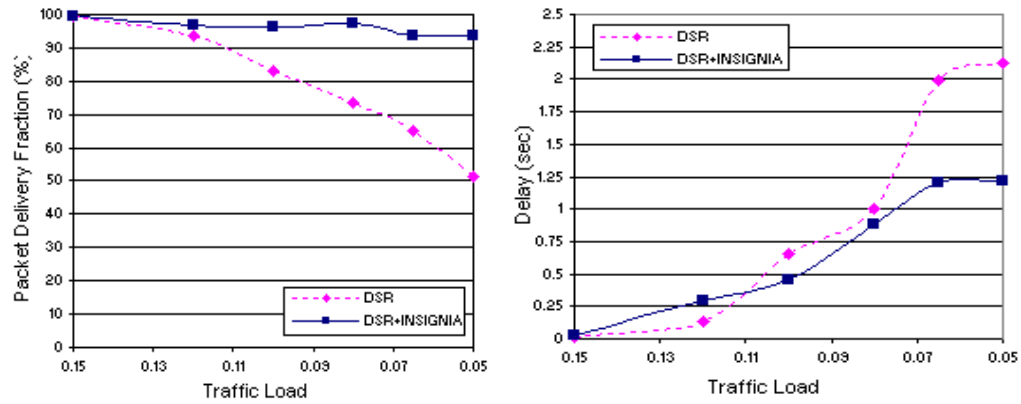 Packet Delivery Fraction (%)
100
90
80
70
60
50
40
30
20
10
0
DSR
DSR+INSIGNIA
0.15 0.13 0.11 0.09 0.07 0.05
Traffic Load
Delay (sec)
2.5
2.25
2
1.75
1.5
1.25
1
0.75
0.5
0.25
0
DSR
DSR+INSIGNIA
0.15 0.13 0.11 0.09 0.07 0.05
Traffic Load